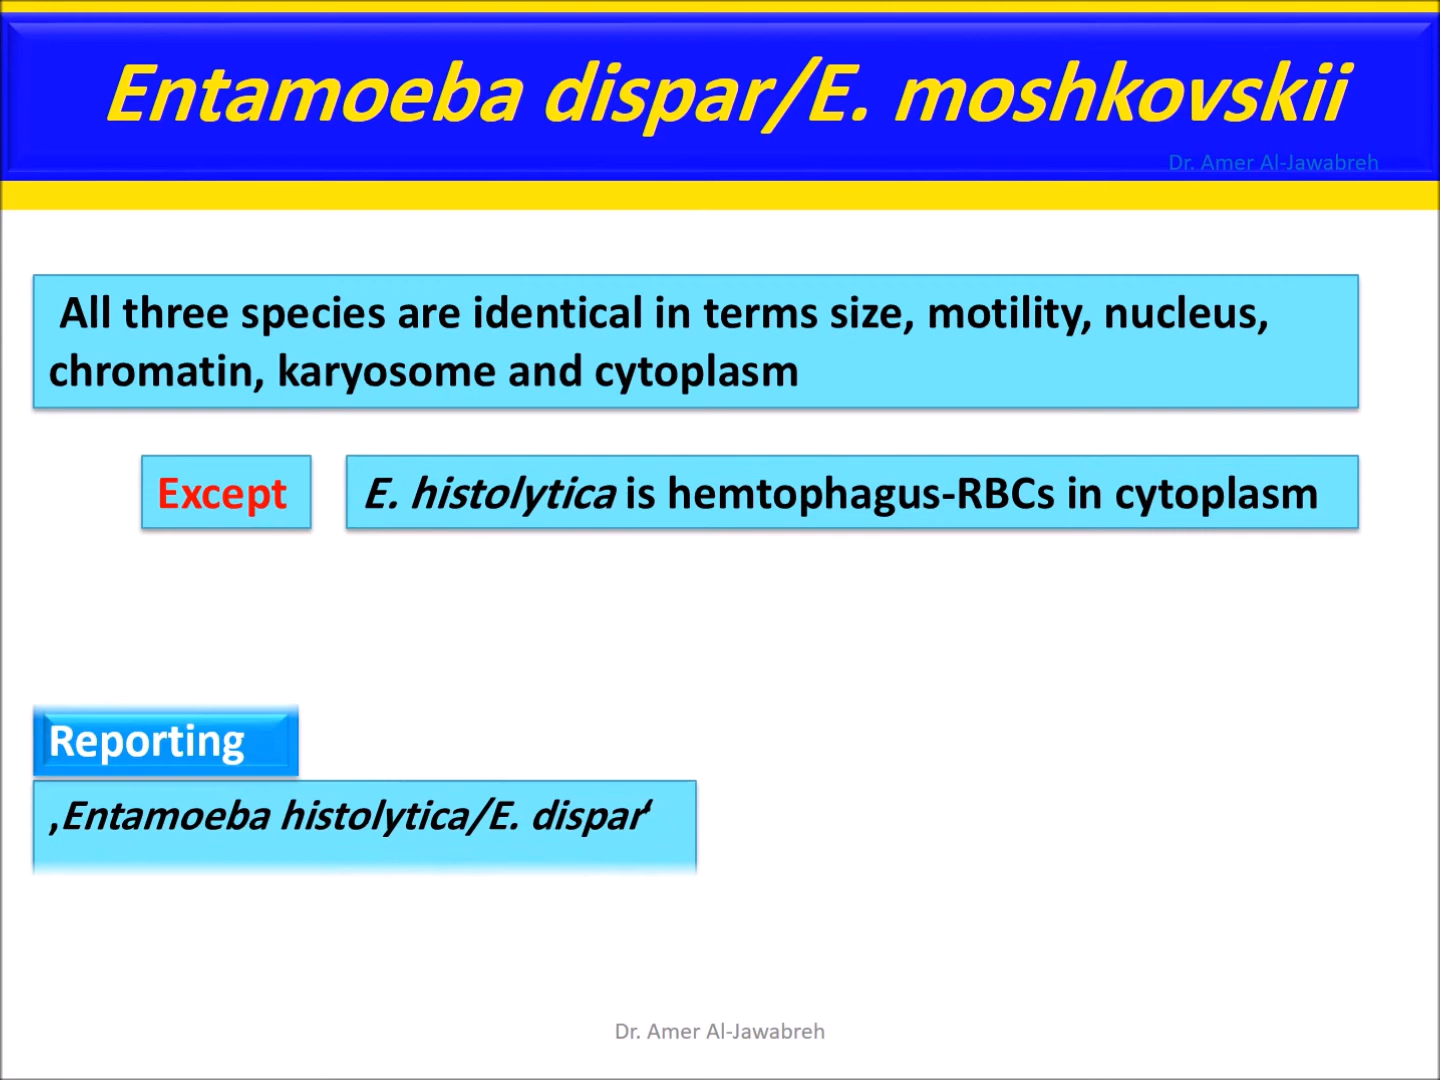 Entamoeba dispar/E. moshkovskii
Dr. Amer Al-Jawabreh
All three species are identical in terms size, motility, nucleus,
chromatin, karyosome and cytoplasm
Except
E. histolytica is hemtophagus-RBCs in cytoplasm
Reporting
‚Entamoeba histolytica/E. dispar‘
Dr. Amer Al-Jawabreh